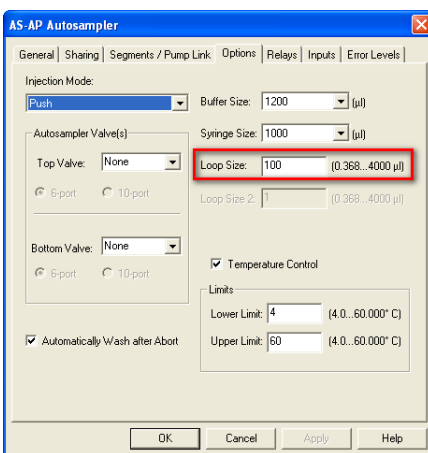 AS-AP Autosampler
General Sharing Segments / Pump Link Options Relays Inputs Error Levels
Injection Mode:
Push
Buffer Size: 1200 (µl)
Autosampler Valve(s)
Syringe Size: 1000 (µl)
Top Valve: None
Loop Size: 100 (0.368...4000 µl)
6-port 10-port
Loop Size 2: 1 (0.368...4000 µl)
Bottom Valve: None
6-port 10-port
Temperature Control
Limits
Lower Limit: 4 (4.0...60.000° C)
Automatically Wash after Abort
Upper Limit: 60 (4.0...60.000° C)
OK Cancel Apply Help